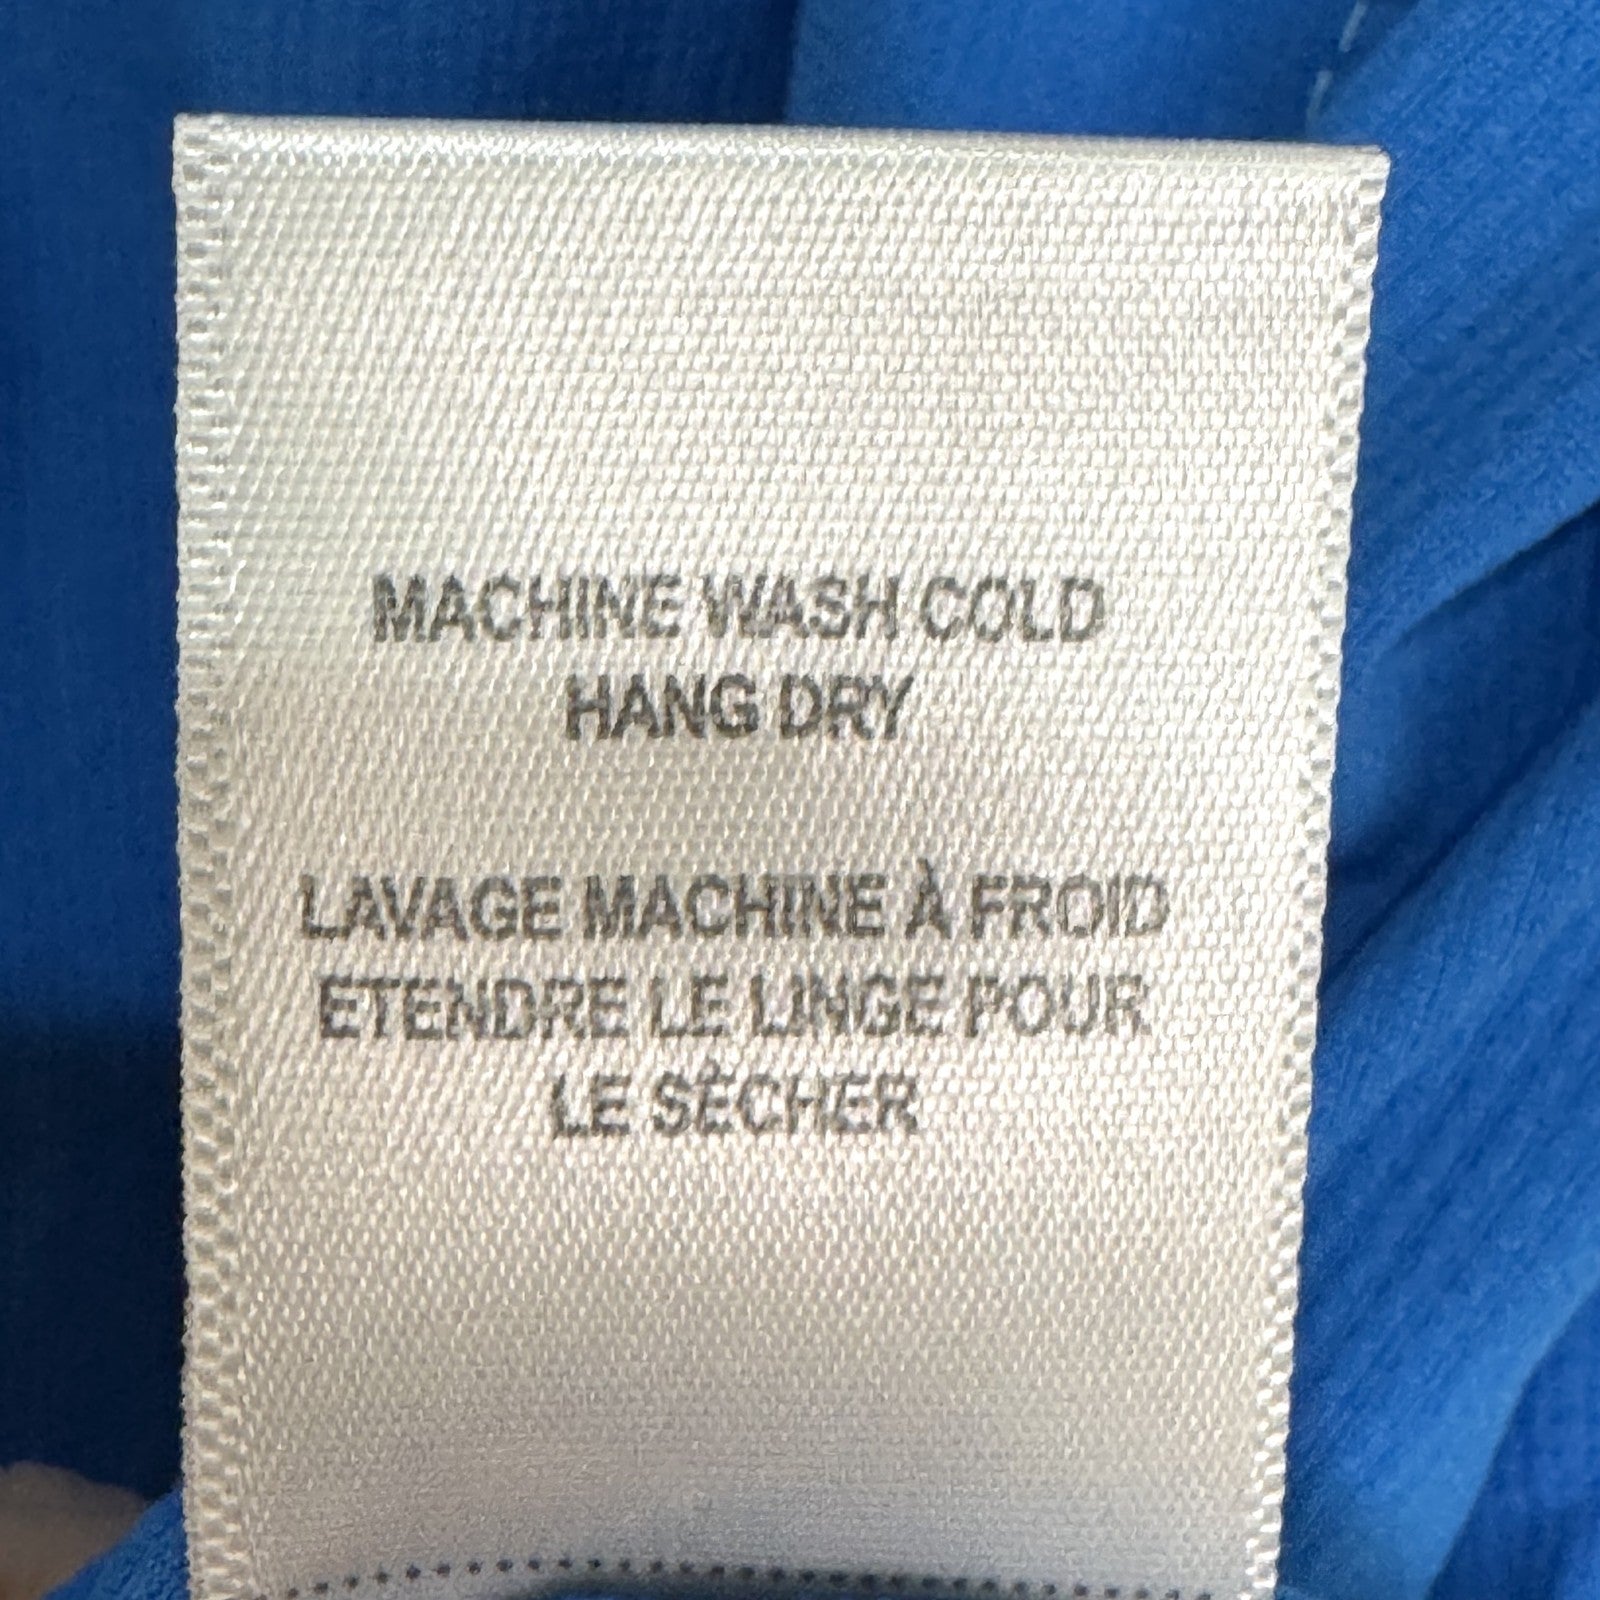 MACHINE WASH COLD
HANG DRY
LAVAGE MACHINE À FROID
ETENDRE LE LINGE POUR
LE SÈCHER